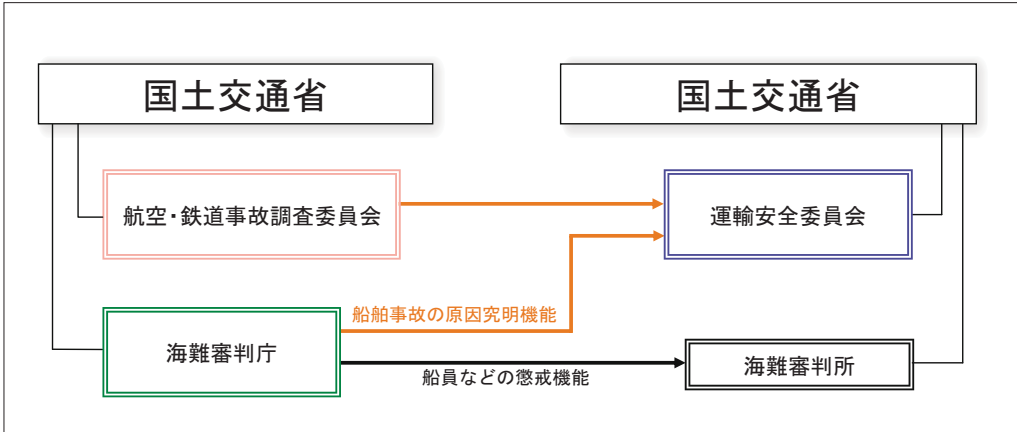 国土交通省
国土交通省
航空・鉄道事故調査委員会
運輸安全委員会
船舶事故の原因究明機能
海難審判庁
海難審判所
船員などの懲戒機能